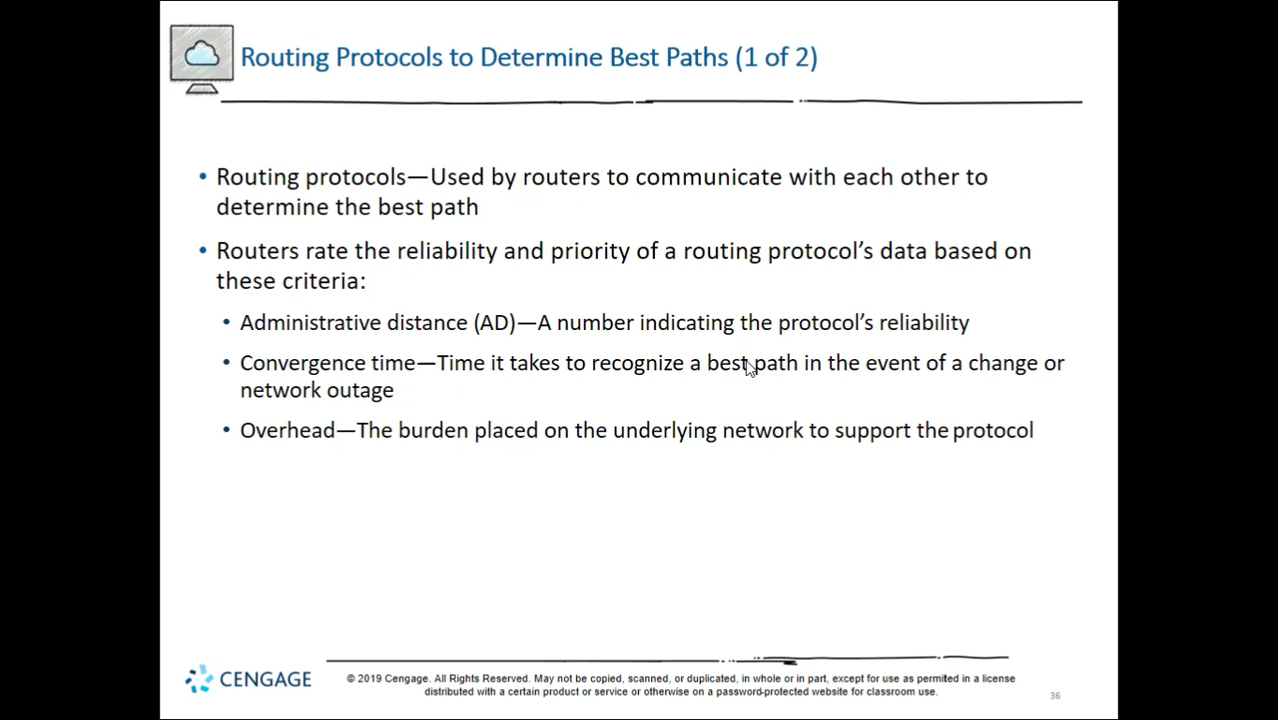 Routing Protocols to Determine Best Paths (1 of 2)
• Routing protocols—Used by routers to communicate with each other to
determine the best path
• Routers rate the reliability and priority of a routing protocol’s data based on
these criteria:
• Administrative distance (AD)—A number indicating the protocol’s reliability
• Convergence time—Time it takes to recognize a best path in the event of a change or
network outage
• Overhead—The burden placed on the underlying network to support the protocol
CENGAGE
© 2019 Cengage. All Rights Reserved. May not be copied, scanned, or duplicated, in whole or in part, except for use as permitted in a license
distributed with a certain product or service or otherwise on a password-protected website for classroom use.
36